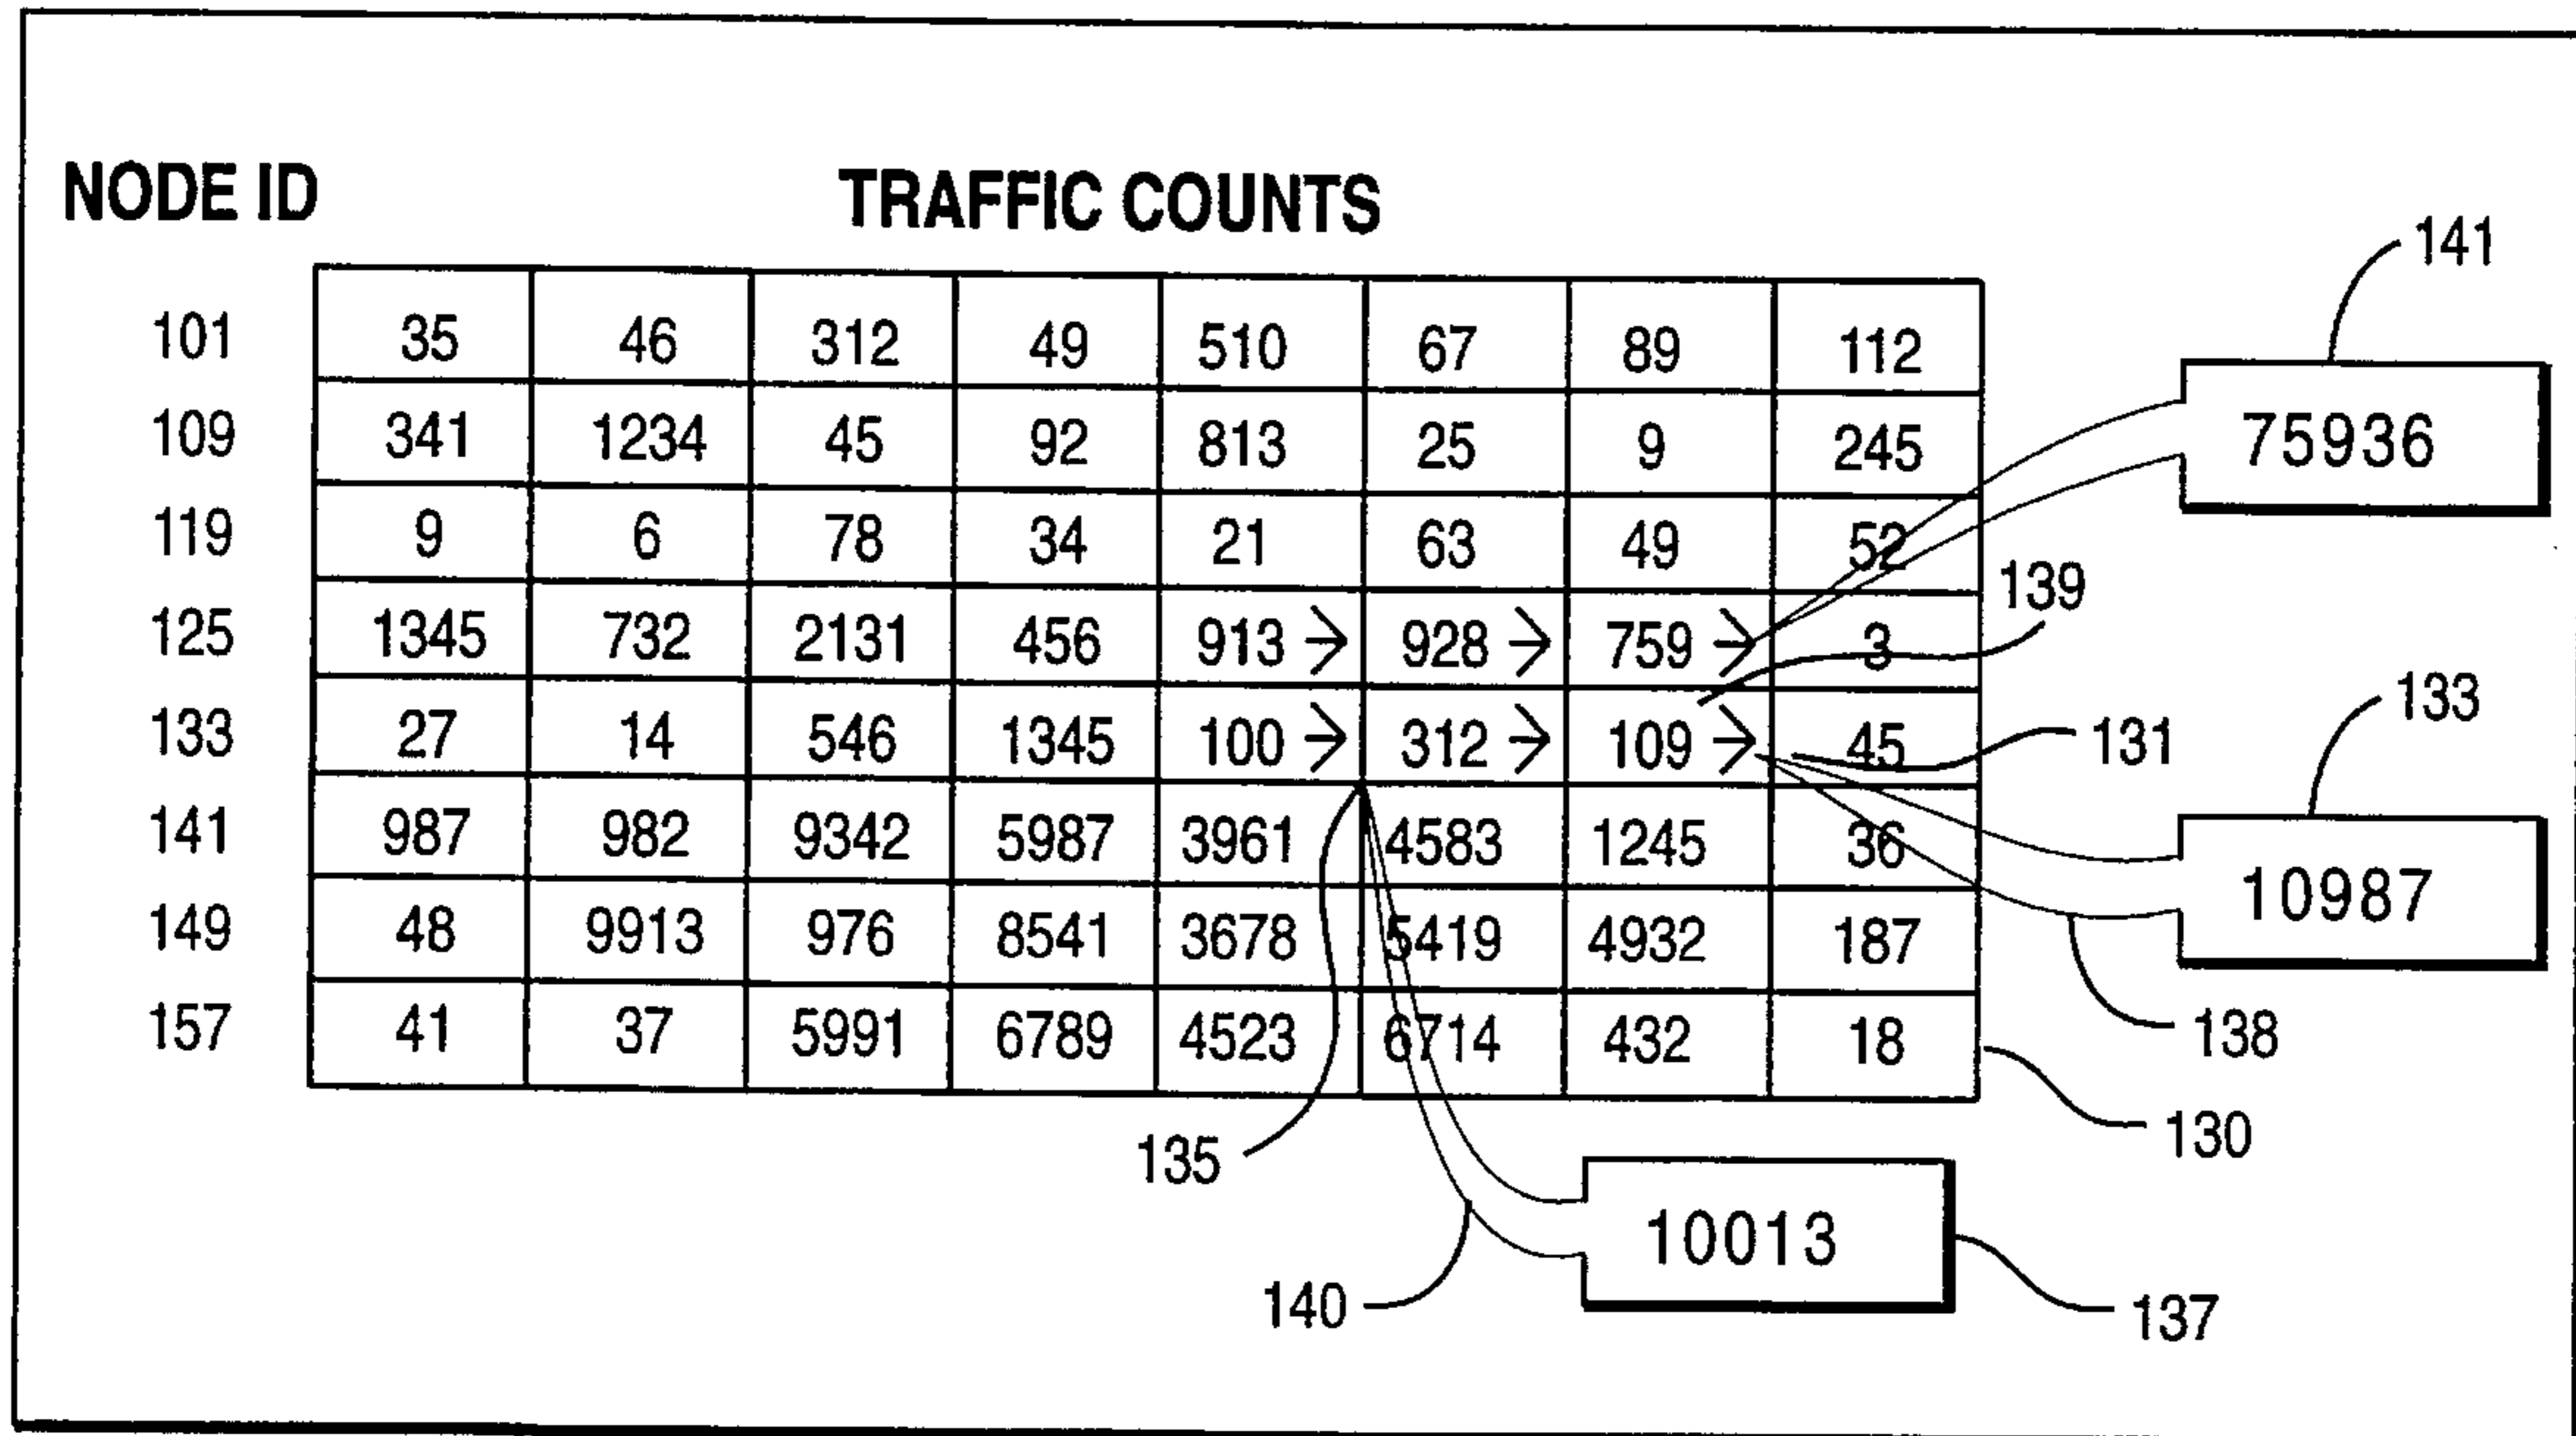 NODE ID TRAFFIC COUNTS
141
101 35 46 312 49 510 67 89 112
75936
109 341 1234 45 92 813 25 9 245
119 9 6 78 34 21 63 49 52
139
125 1345 732 2131 456 913 → 928 → 759 → 3
133
133 27 14 546 1345 100 → 312 → 109 → 45
131
141 987 982 9342 5987 3961 4583 1245 36
10987
149 48 9913 976 8541 3678 5419 4932 187
157 41 37 5991 6789 4523 6714 432 18
138
130
135
10013
140
137